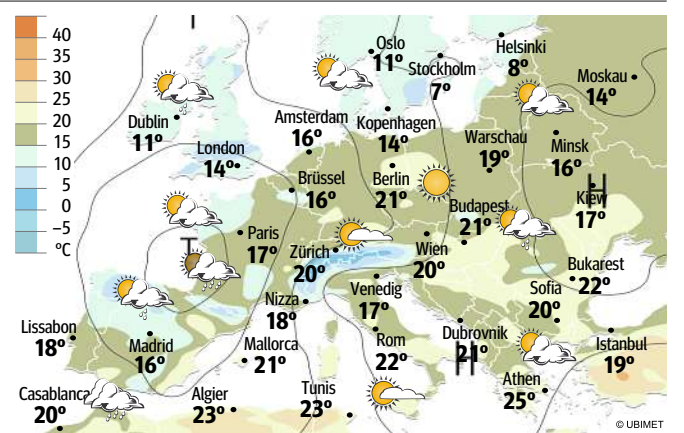 40
35
30
25
20
15
10
5
0
−5
°C
T
Oslo
11°
Stockholm
7°
Helsinki
8°
Moskau
14°
Dublin
11°
London
14°
Amsterdam
16°
Kopenhagen
14°
Warschau
19°
Minsk
16°
Brüssel
16°
Berlin
21°
H
Kiew
17°
Budapest
21°
Paris
17°
T
Zürich
20°
Wien
20°
Bukarest
22°
Nizza
18°
Venedig
17°
Sofia
20°
Lissabon
18°
Madrid
16°
Mallorca
21°
Rom
22°
Dubrovnik
21°
H
Istanbul
19°
Casablanca
20°
Algier
23°
Tunis
23°
Athen
25°
© UBIMET